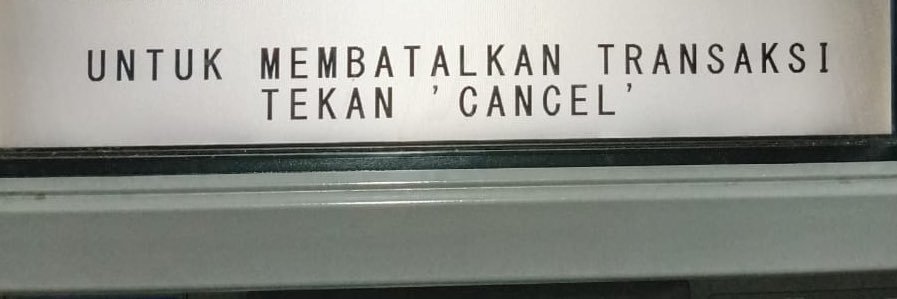 UNTUK MEMBATALKAN TRANSAKSI
TEKAN 'CANCEL'